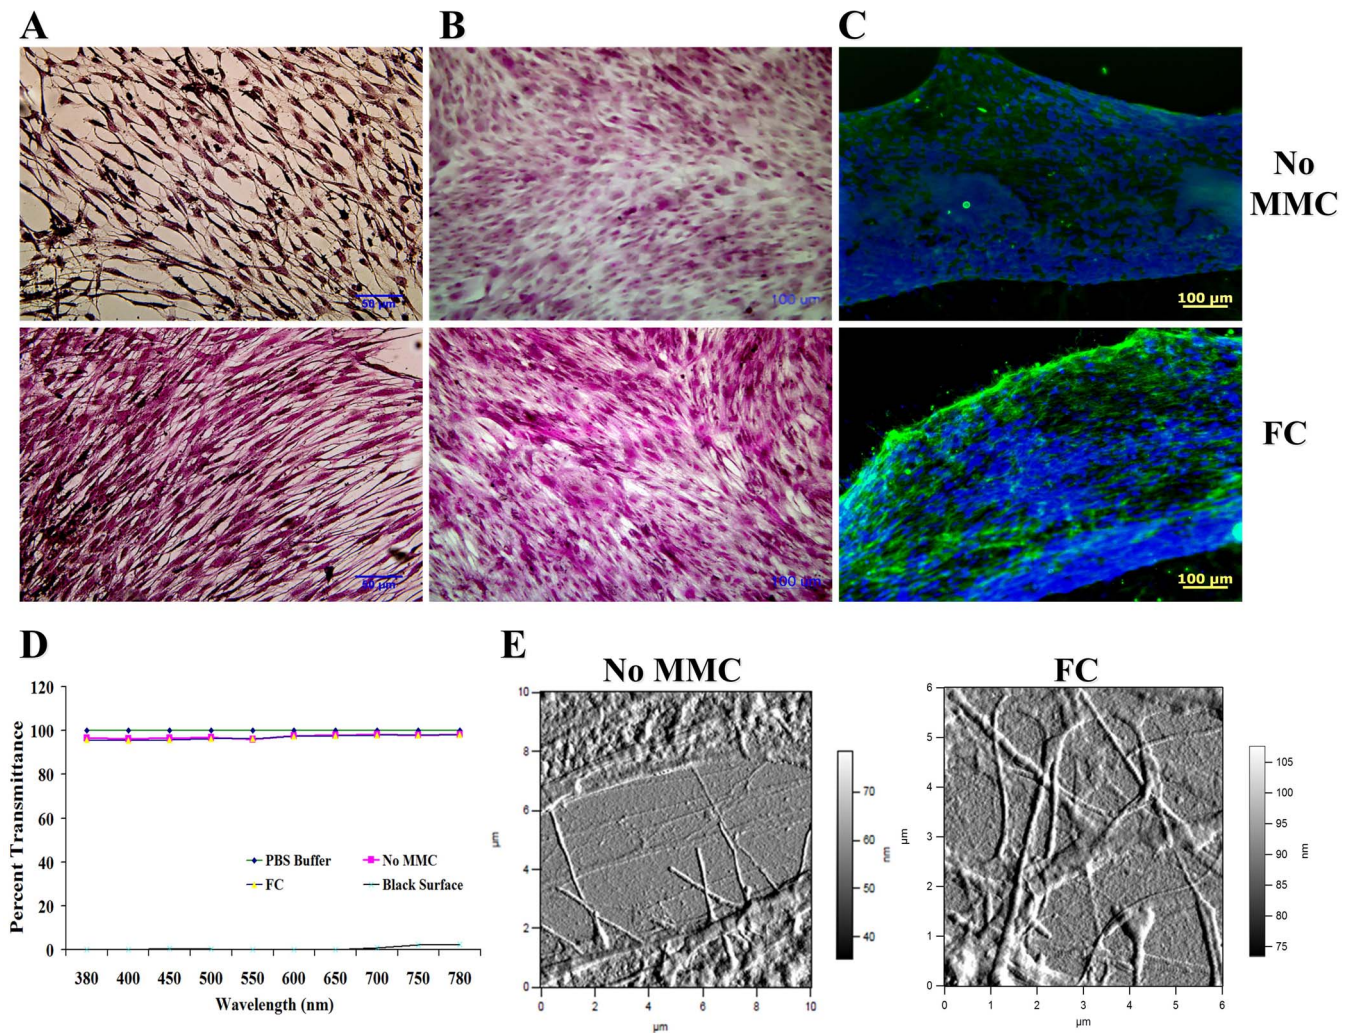 A
B
C
50 µm
100 µm
100 µm
No
MMC
50 µm
100 µm
100 µm
FC
D
120
100
80
60
40
20
0
Percent Transmittance
PBS Buffer
No MMC
FC
Black Surface
380 400 450 500 550 600 650 700 750 780
Wavelength (nm)
E
No MMC
10
8
6
4
2
0
µm
0 2 4 6 8 10
µm
70
60
50
40
nm
FC
6
5
4
3
2
1
0
µm
0 1 2 3 4 5 6
µm
105
100
95
90
85
80
75
nm